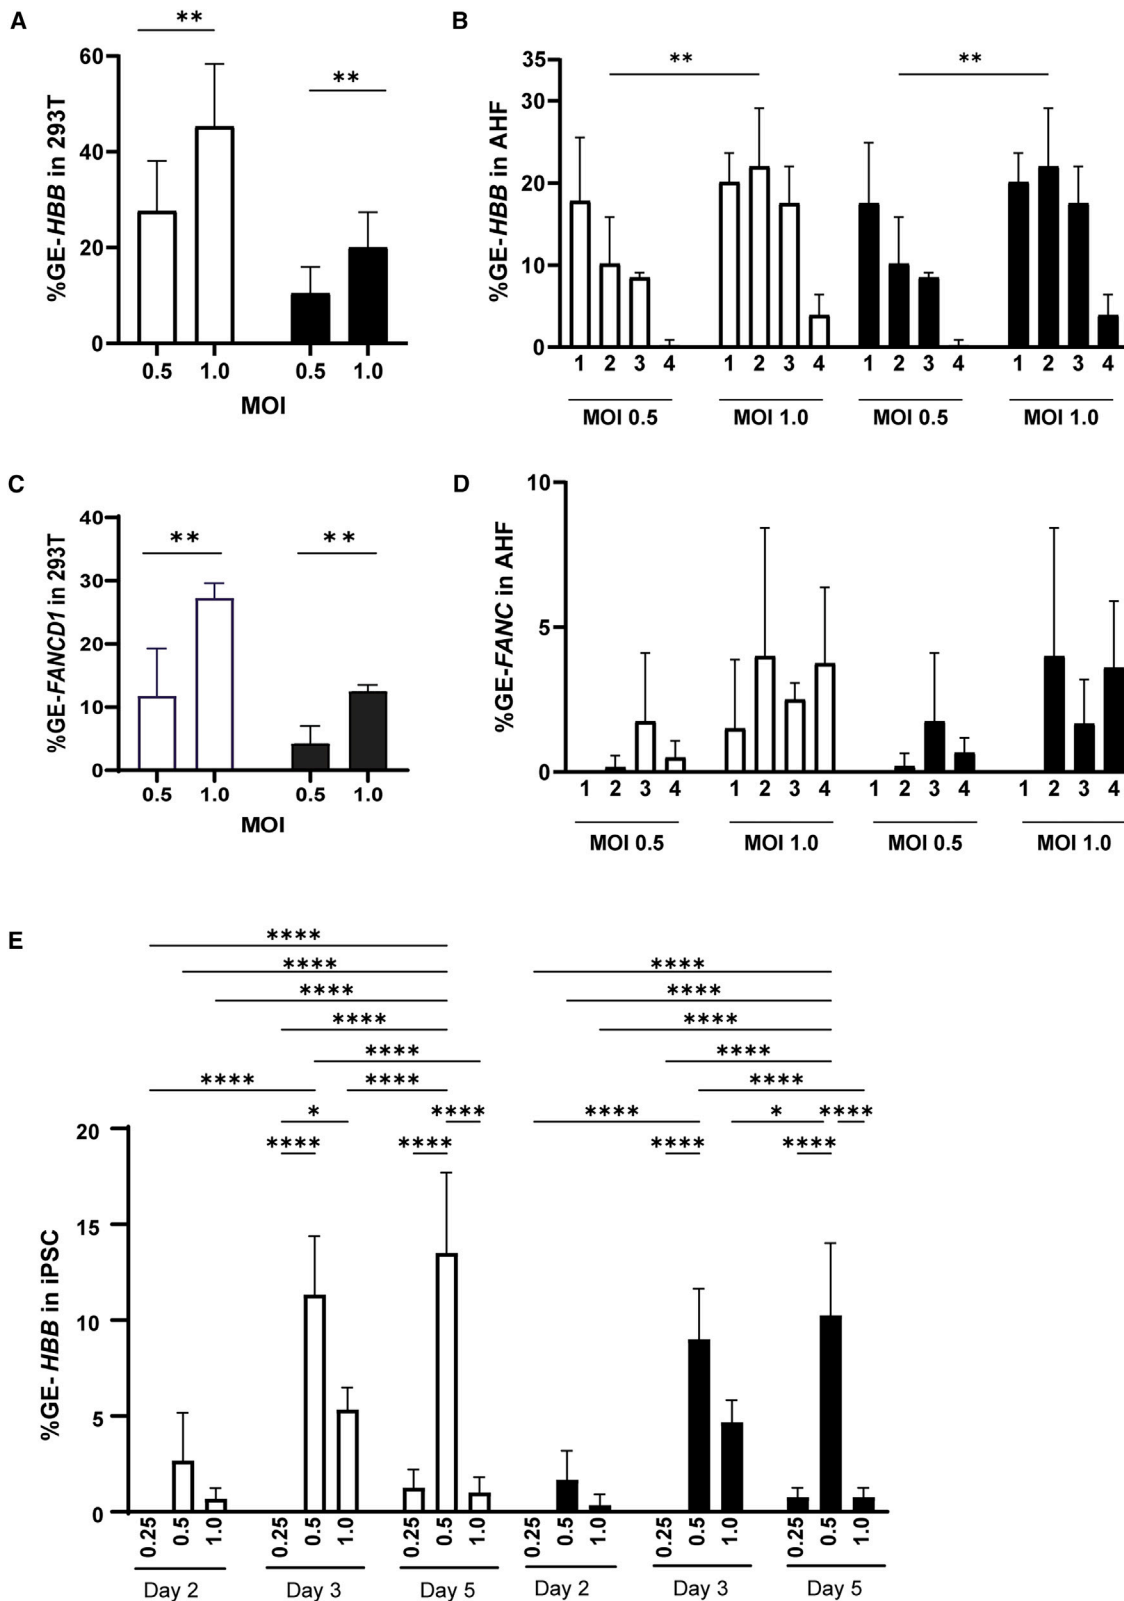 A
**
**
60
40
20
0
%GE-HBB in 293T
0.5 1.0 0.5 1.0
MOI
B
**
**
35
30
20
10
0
%GE-HBB in AHF
1 2 3 4 1 2 3 4 1 2 3 4 1 2 3 4
MOI 0.5 MOI 1.0 MOI 0.5 MOI 1.0
C
**
**
40
30
20
10
0
%GE-FANCD1 in 293T
0.5 1.0 0.5 1.0
MOI
D
10
5
0
%GE-FANC in AHF
1 2 3 4 1 2 3 4 1 2 3 4 1 2 3 4
MOI 0.5 MOI 1.0 MOI 0.5 MOI 1.0
E
****
**** ****
**** ****
**** ****
**** ****
**** **** ****
* **** **** * ****
**** **** **** ****
20
15
10
5
0
%GE- HBB in iPSC
0.25 0.5 1.0 0.25 0.5 1.0 0.25 0.5 1.0 0.25 0.5 1.0 0.25 0.5 1.0 0.25 0.5 1.0
Day 2 Day 3 Day 5 Day 2 Day 3 Day 5